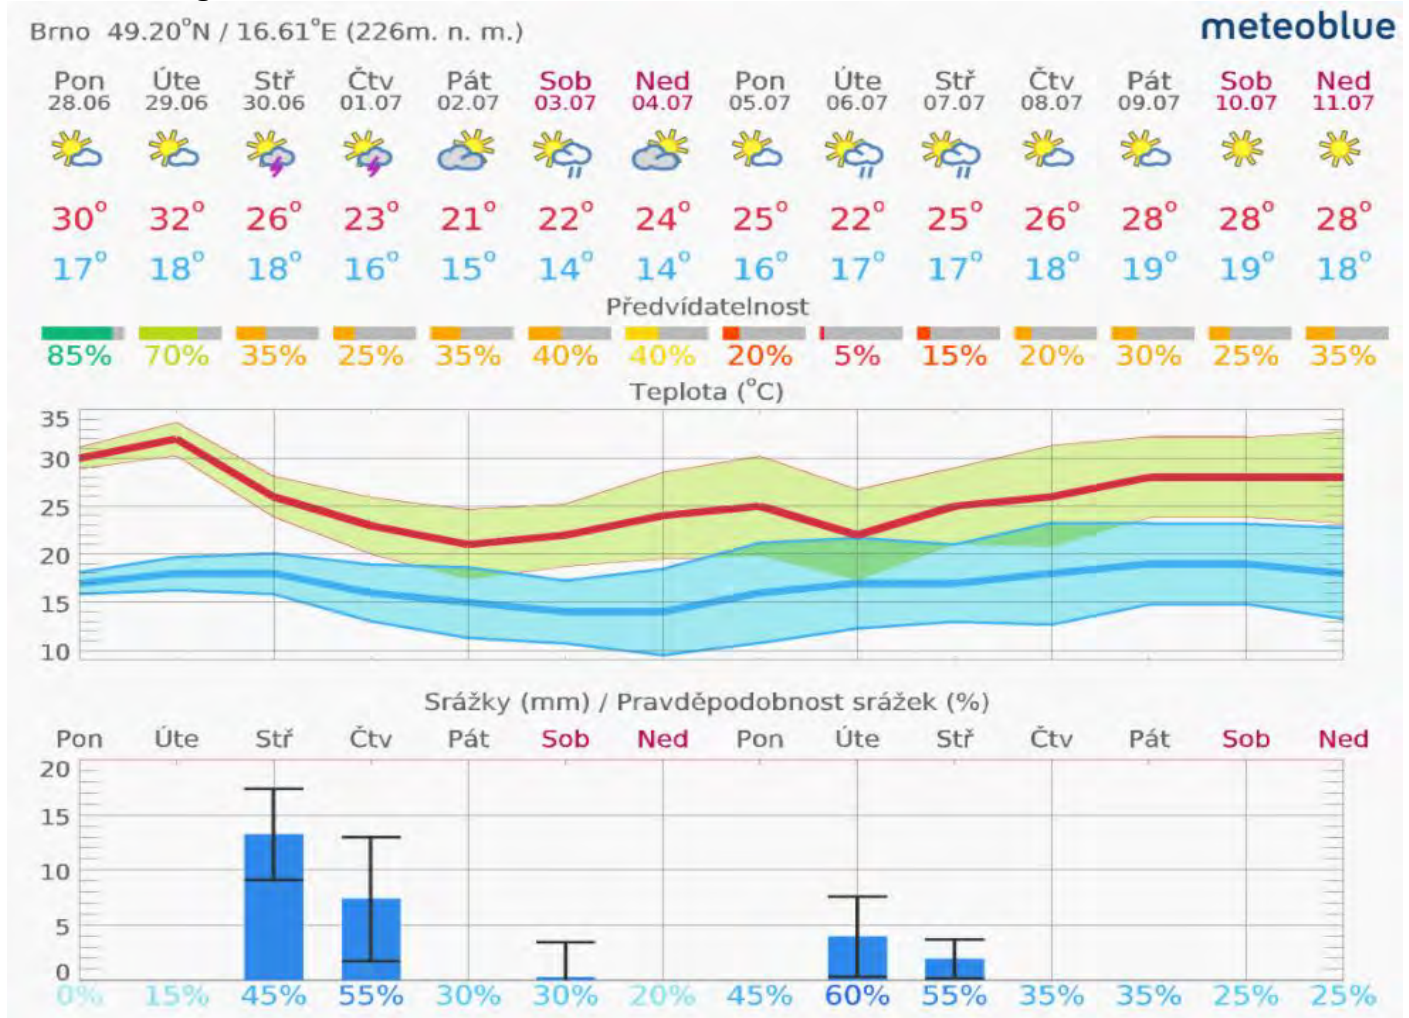 Brno 49.20°N / 16.61°E (226m. n. m.)
meteoblue
Pon Úte Stř Čtv Pát Sob Ned Pon Úte Stř Čtv Pát Sob Ned
28.06 29.06 30.06 01.07 02.07 03.07 04.07 05.07 06.07 07.07 08.07 09.07 10.07 11.07
30° 32° 26° 23° 21° 22° 24° 25° 22° 25° 26° 28° 28° 28°
17° 18° 18° 16° 15° 14° 14° 16° 17° 17° 18° 19° 19° 18°
Předvídatelnost
85% 70% 35% 25% 35% 40% 40% 20% 5% 15% 20% 30% 25% 35%
Teplota (°C)
35
30
25
20
15
10
Srážky (mm) / Pravděpodobnost srážek (%)
Pon Úte Stř Čtv Pát Sob Ned Pon Úte Stř Čtv Pát Sob Ned
20
15
10
5
0
0% 15% 45% 55% 30% 30% 20% 45% 60% 55% 35% 35% 25% 25%